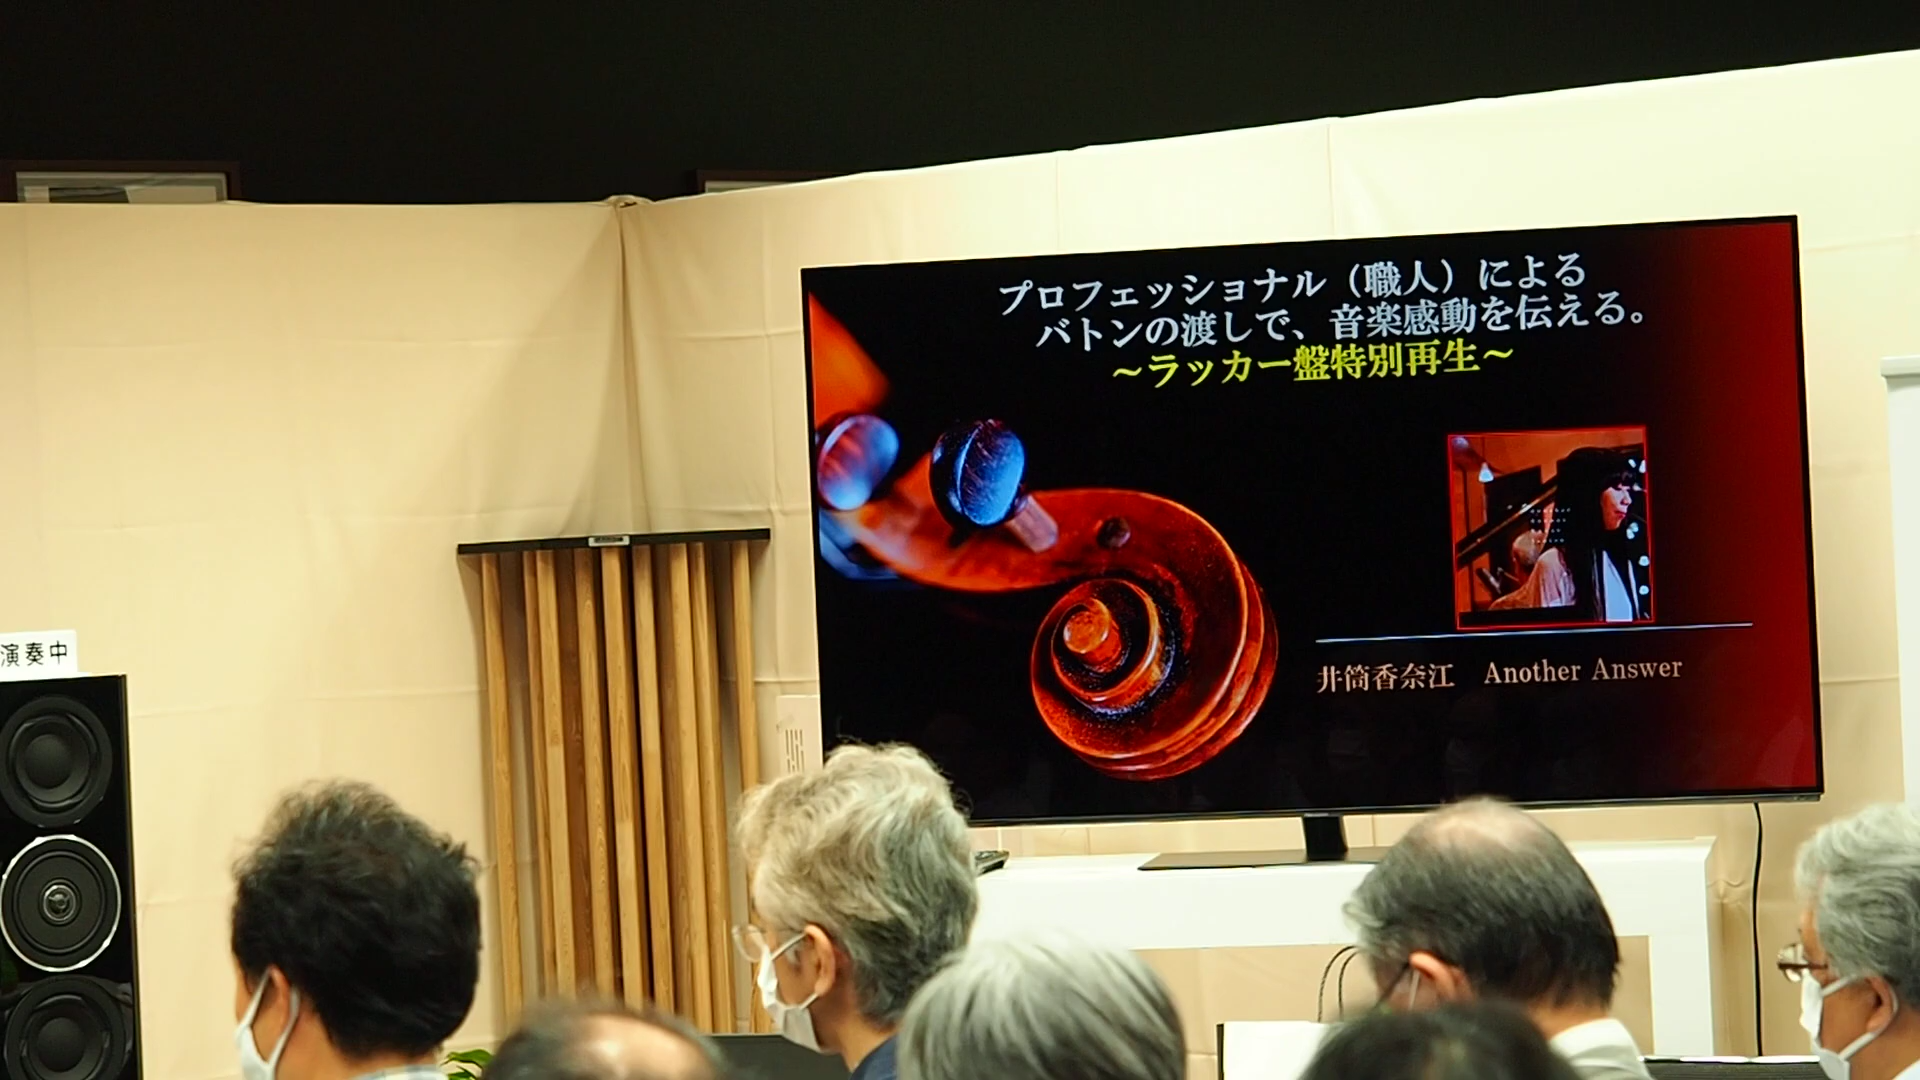 プロフェッショナル（職人）による
バトンの渡しで、音楽感動を伝える。
～ラッカー盤特別再生～
井筒香奈江　Another Answer
演奏中